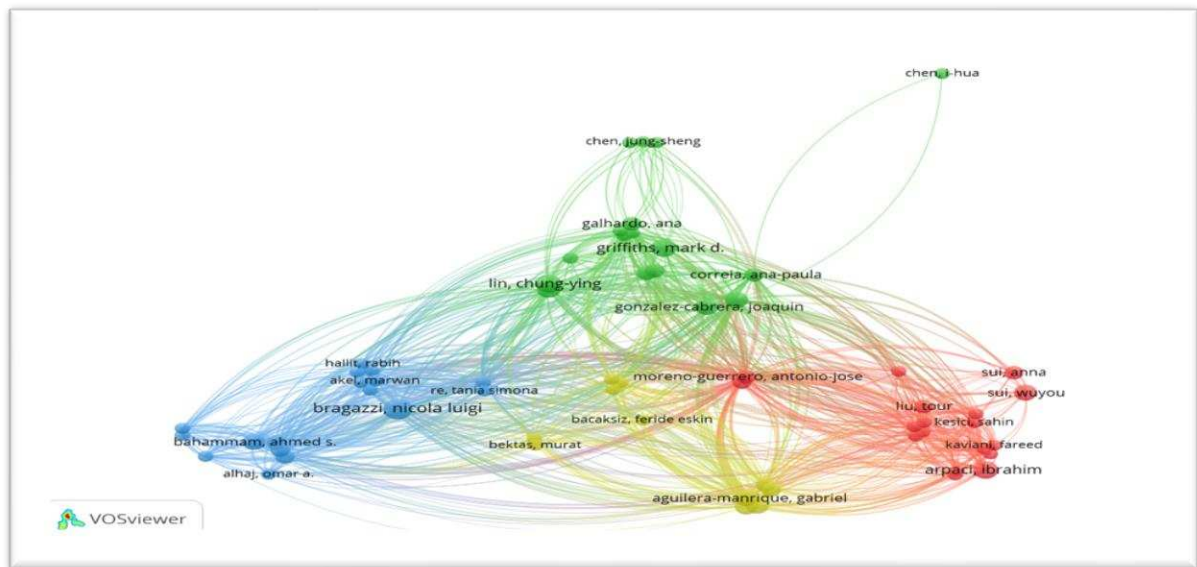 chen, i-hua
chen, jung-sheng
galhardo, ana
griffiths, mark d.
correia, ana-paula
lin, chung-ying
gonzalez-cabrera, joaquin
hallit, rabih
akel, marwan
re, tania simona
moreno-guerrero, antonio-jose
sui, anna
sui, wuyou
bragazzi, nicola luigi
liu, tour
bacaksiz, feride eskin
keslci, sahin
bahammam, ahmed s.
bektas, murat
kaviani, fareed
alhaj, omar a.
arpaci, ibrahim
aguilera-manrique, gabriel
VOSviewer